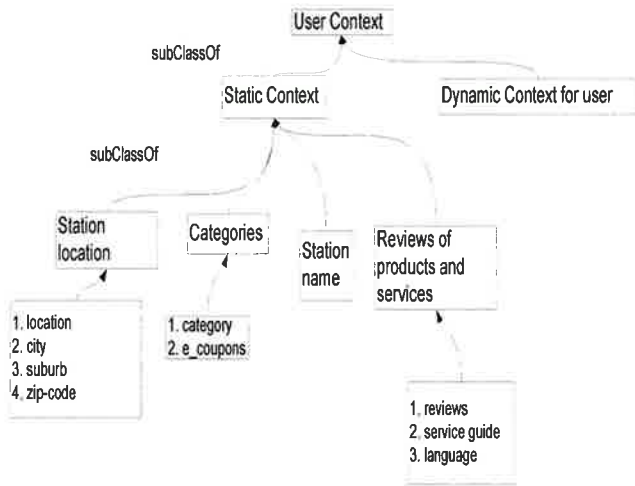 User Context
subClassOf
Static Context
Dynamic Context for user
subClassOf
Station
location
Categories
Station
name
Reviews of
products and
services
1. location
2. city
3. suburb
4. zip-code
1. category
2. e_coupons
1. reviews
2. service guide
3. language